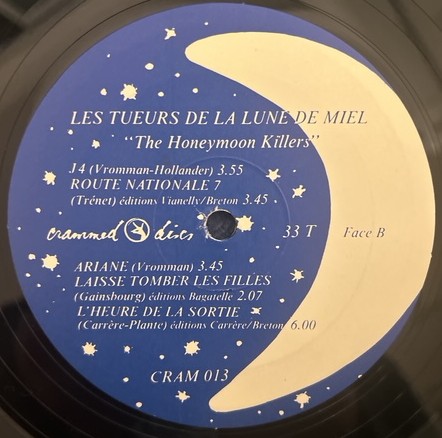 LES TUEURS DE LA LUNE DE MIEL
"The Honeymoon Killers"
J4 (Vromman-Hollander) 3.55
ROUTE NATIONALE 7
(Trénet) éditions Vianelly/Breton 3.45
crammed discs
33 T Face B
ARIANE (Vromman) 3.45
LAISSE TOMBER LES FILLES
(Gainsbourg) éditions Bagatelle 2.07
L'HEURE DE LA SORTIE
(Carrère-Plante) éditions Carrère/Breton 6.00
CRAM 013